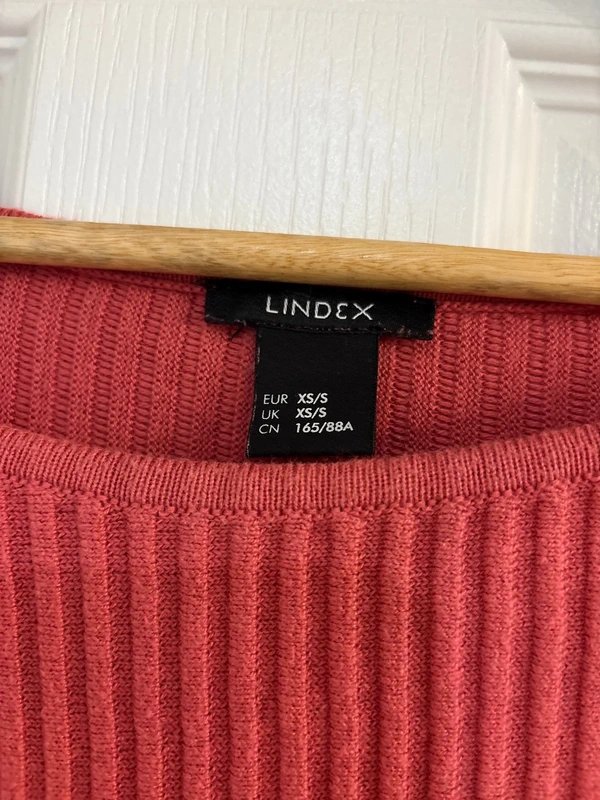 LINDEX
EUR XS/S
UK XS/S
CN 165/88A